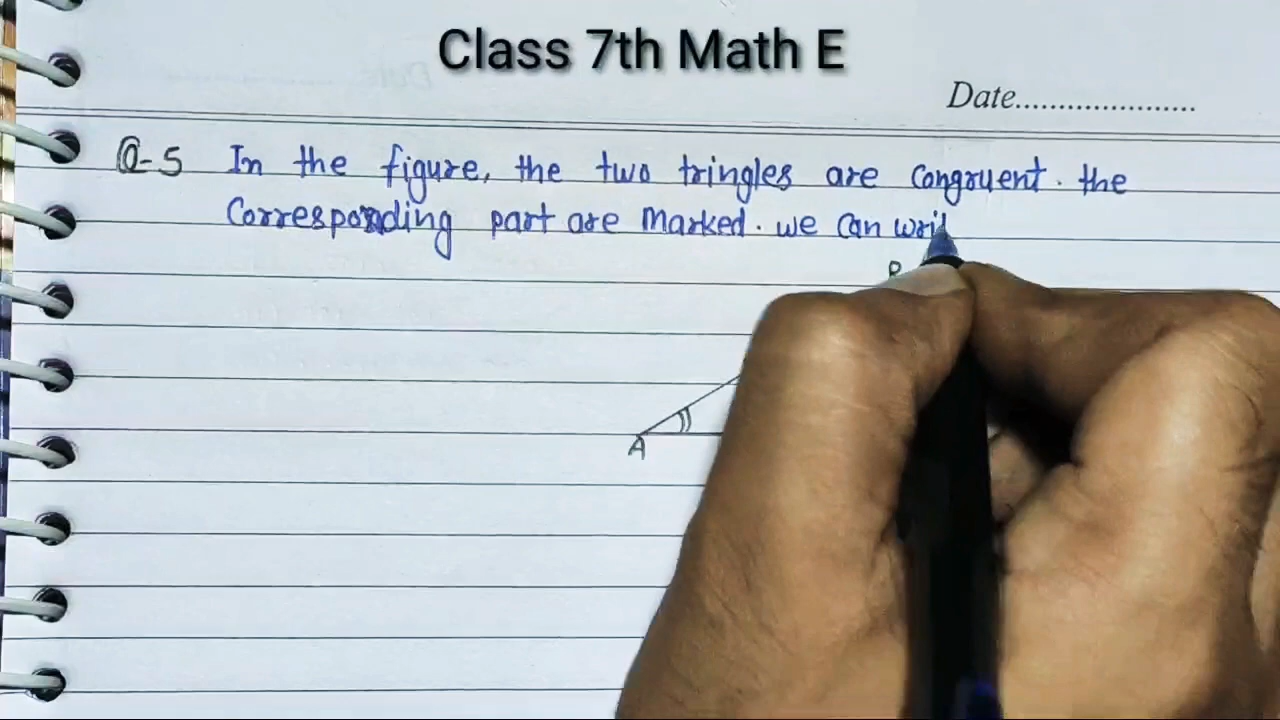 Class 7th Math E
Date.....................
Q-5 In the figure, the two tringles are congruent. the
Corresponding part are marked. we can wri
A